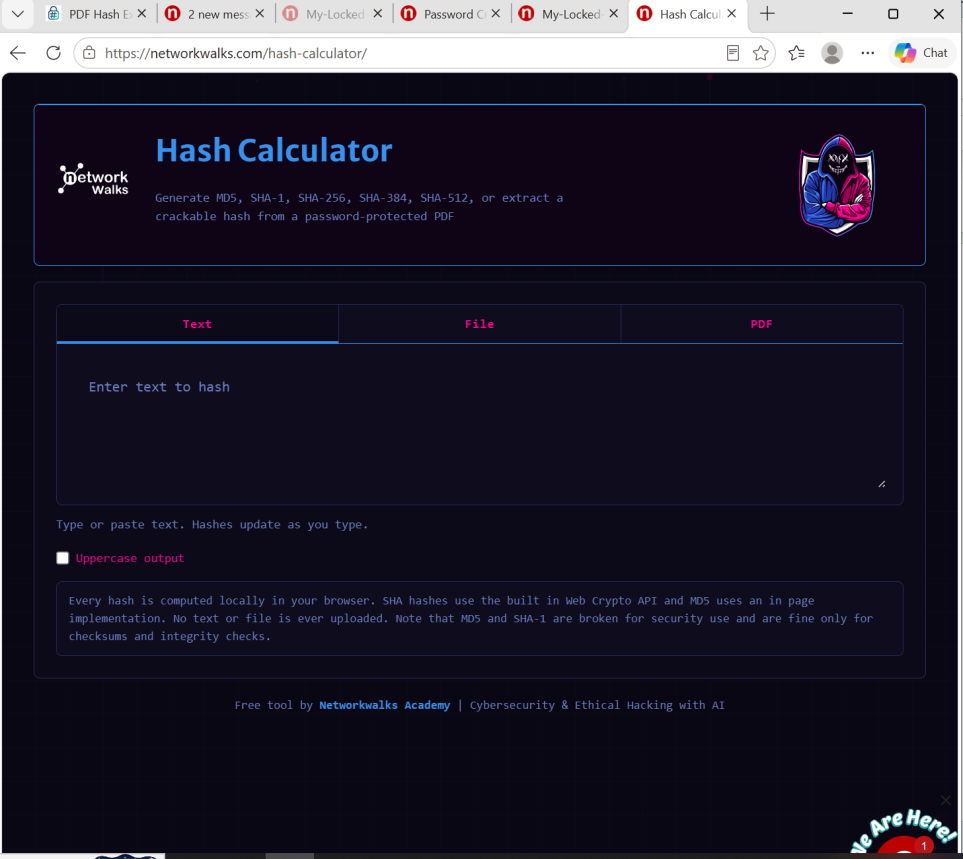 PDF Hash E
2 new mess
My-Locked
Password C
My-Locked
Hash Calcul
https://networkwalks.com/hash-calculator/
Chat
network
Walks
Hash Calculator
Generate MD5, SHA-1, SHA-256, SHA-384, SHA-512, or extract a
crackable hash from a password-protected PDF
Text
File
PDF
Enter text to hash
Type or paste text. Hashes update as you type.
Uppercase output
Every hash is computed locally in your browser. SHA hashes use the built in Web Crypto API and MD5 uses an in page
implementation. No text or file is ever uploaded. Note that MD5 and SHA-1 are broken for security use and are fine only for
checksums and integrity checks.
Free tool by Networkwalks Academy | Cybersecurity & Ethical Hacking with AI
We Are Here!
1